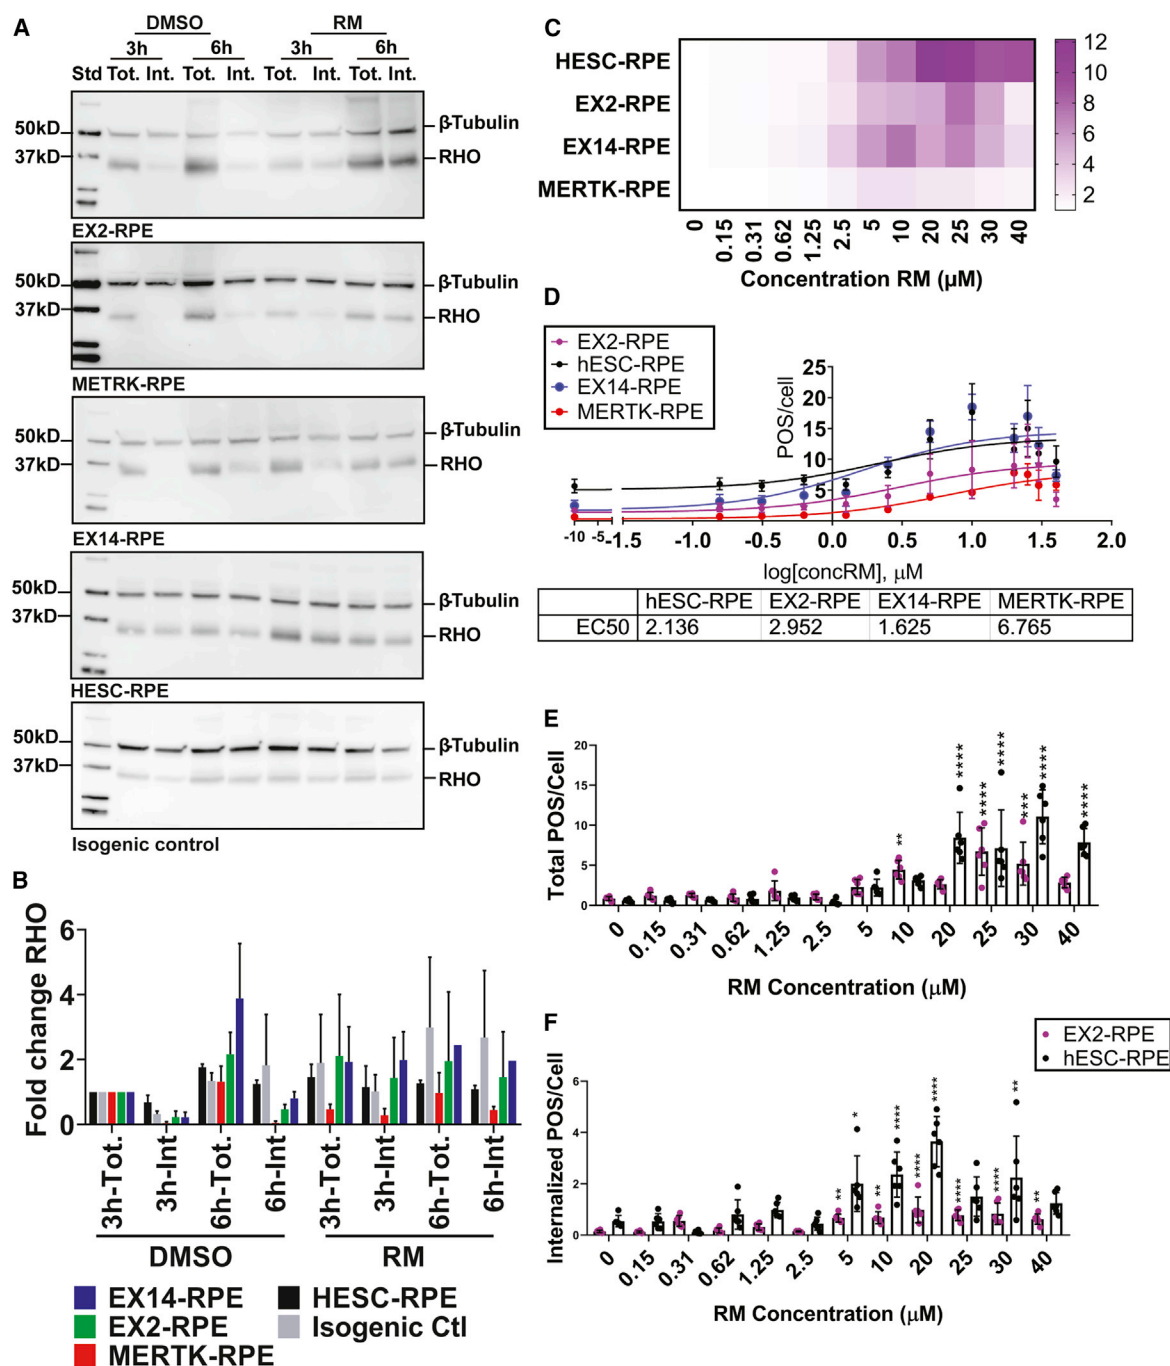 A
DMSO RM
3h 6h 3h 6h
Std Tot. Int. Tot. Int. Tot. Int. Tot. Int.
50kD
37kD
β-Tubulin
RHO
EX2-RPE
50kD
37kD
β-Tubulin
RHO
METRK-RPE
50kD
37kD
β-Tubulin
RHO
EX14-RPE
50kD
37kD
β-Tubulin
RHO
HESC-RPE
50kD
37kD
β-Tubulin
RHO
Isogenic control
B
Fold change RHO
6
4
2
0
3h-Tot. 3h-Int 6h-Tot. 6h-Int. 3h-Tot. 3h-Int. 6h-Tot. 6h-Int.
DMSO RM
EX14-RPE HESC-RPE
EX2-RPE Isogenic Ctl
MERTK-RPE
C
HESC-RPE
EX2-RPE
EX14-RPE
MERTK-RPE
12
10
8
6
4
2
0 0.15 0.31 0.62 1.25 2.5 5 10 20 25 30 40
Concentration RM (μM)
D
EX2-RPE
hESC-RPE
EX14-RPE
MERTK-RPE
POS/cell
25
20
15
10
5
-10 -5 -1.5 -1.0 -0.5 0.0 0.5 1.0 1.5 2.0
log[concRM], μM
hESC-RPE EX2-RPE EX14-RPE MERTK-RPE
EC50 2.136 2.952 1.625 6.765
E
Total POS/Cell
20
15
10
5
0
** **** **** **** *** **** ****
0 0.15 0.31 0.62 1.25 2.5 5 10 20 25 30 40
RM Concentration (μM)
F
EX2-RPE
hESC-RPE
Internalized POS/Cell
6
4
2
0
** * ** **** **** **** **** **** ** **
0 0.15 0.31 0.62 1.25 2.5 5 10 20 25 30 40
RM Concentration (μM)